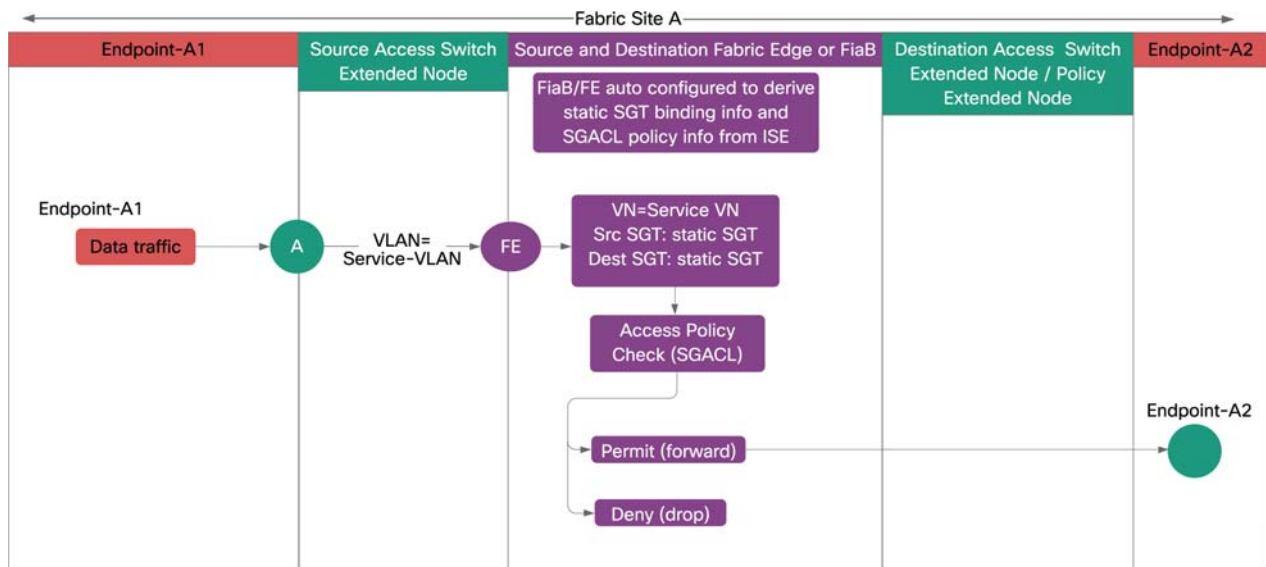 Fabric Site A
Endpoint-A1
Source Access Switch
Extended Node
Source and Destination Fabric Edge or FiaB
Destination Access Switch
Extended Node / Policy
Extended Node
Endpoint-A2
FiaB/FE auto configured to derive
static SGT binding info and
SGACL policy info from ISE
Endpoint-A1
Data traffic
A
VLAN=
Service-VLAN
FE
VN=Service VN
Src SGT: static SGT
Dest SGT: static SGT
Access Policy
Check (SGACL)
Endpoint-A2
Permit (forward)
Deny (drop)